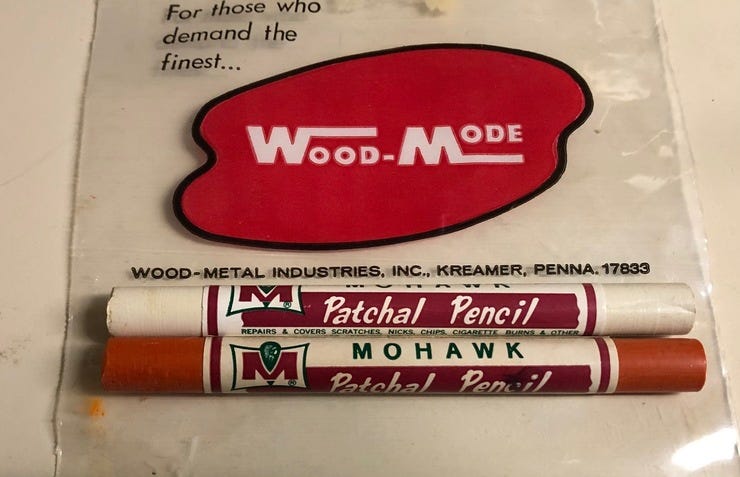 For those who
demand the
finest...
WOOD-MODE
WOOD-METAL INDUSTRIES, INC., KREAMER, PENNA. 17833
MOHAWK
M ®
Patchal Pencil
REPAIRS & COVERS SCRATCHES, NICKS, CHIPS, CIGARETTE BURNS & OTHER
MOHAWK
M ®
Patchal Pencil